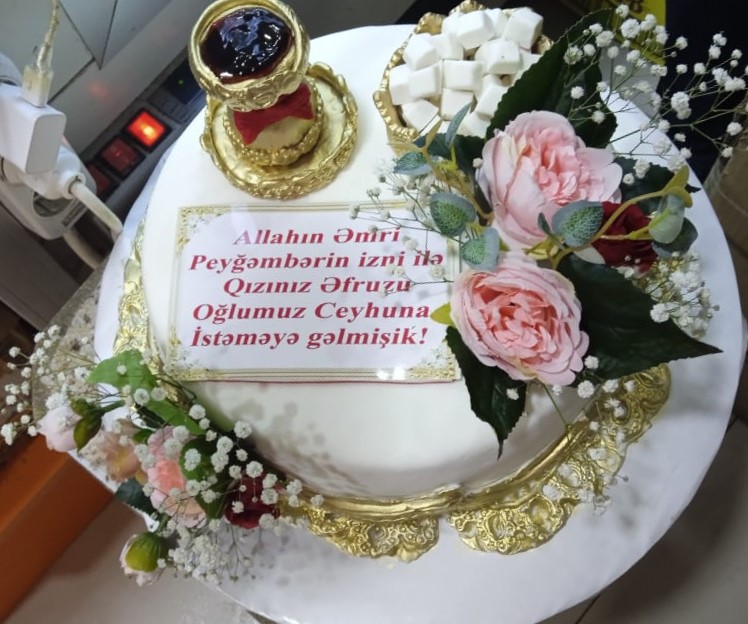 Allahın Əmri
Peyğəmbərin izni ilə
Qızınız Əfruzu
Oğlumuz Ceyhuna
İstəməyə gəlmişik!